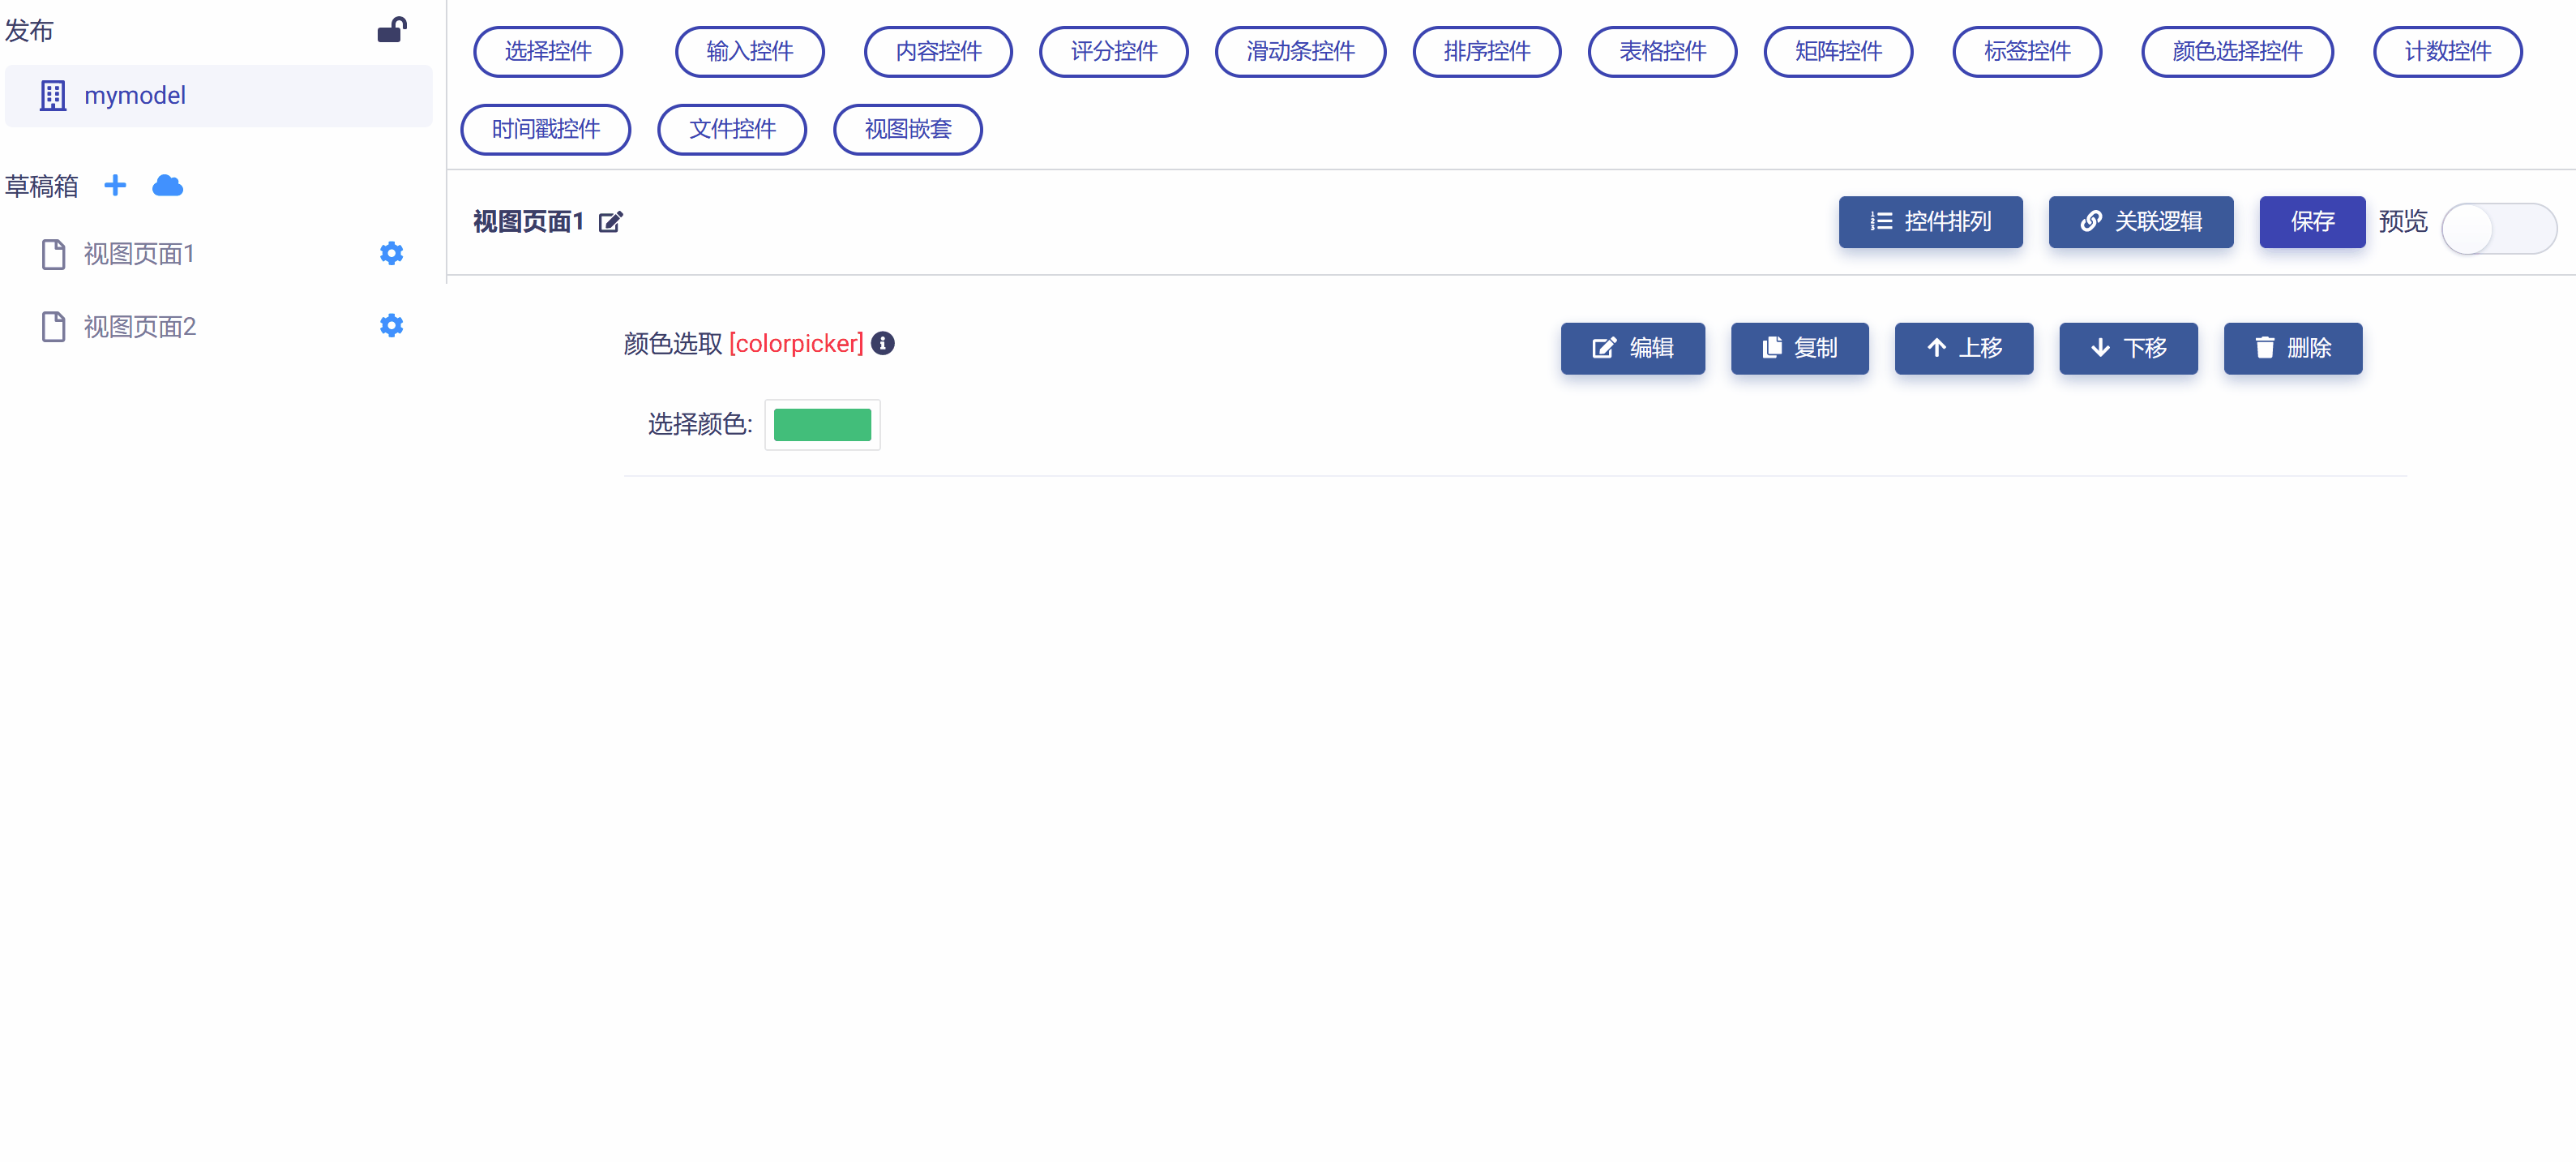 发布
mymodel
草稿箱
视图页面1
视图页面2
选择控件 输入控件 内容控件 评分控件 滑动条控件 排序控件 表格控件 矩阵控件 标签控件 颜色选择控件 计数控件
时间戳控件 文件控件 视图嵌套
视图页面1 控件排列 关联逻辑 保存 预览
颜色选取 [colorpicker] 编辑 复制 上移 下移 删除
选择颜色: